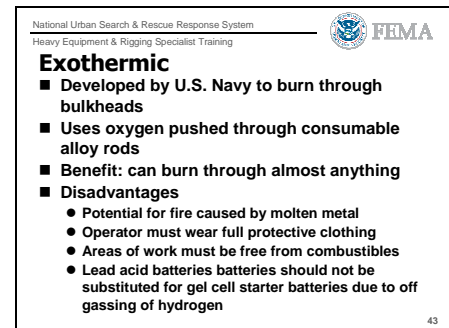 National Urban Search & Rescue Response System
Heavy Equipment & Rigging Specialist Training
FEMA
Exothermic
■ Developed by U.S. Navy to burn through
bulkheads
■ Uses oxygen pushed through consumable
alloy rods
■ Benefit: can burn through almost anything
■ Disadvantages
● Potential for fire caused by molten metal
● Operator must wear full protective clothing
● Areas of work must be free from combustibles
● Lead acid batteries batteries should not be
substituted for gel cell starter batteries due to off
gassing of hydrogen
43